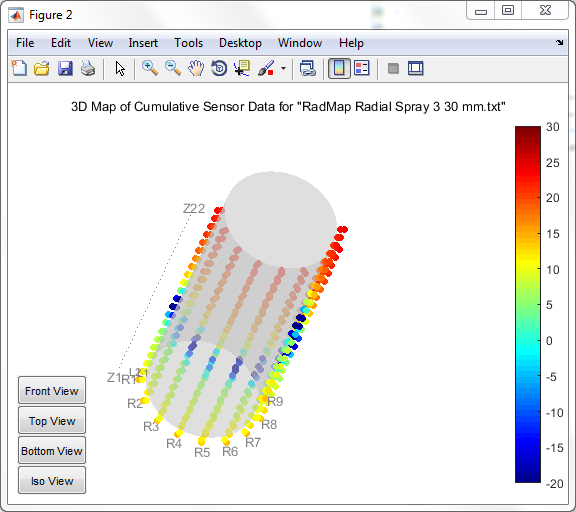 Figure 2
File Edit View Insert Tools Desktop Window Help
3D Map of Cumulative Sensor Data for "RadMap Radial Spray 3 30 mm.txt"
30
25
20
15
10
5
0
-5
-10
-15
-20
Z22
Z1
R2
R3
R4
R5
R6
R7
R8
R9
Front View
Top View
Bottom View
Iso View